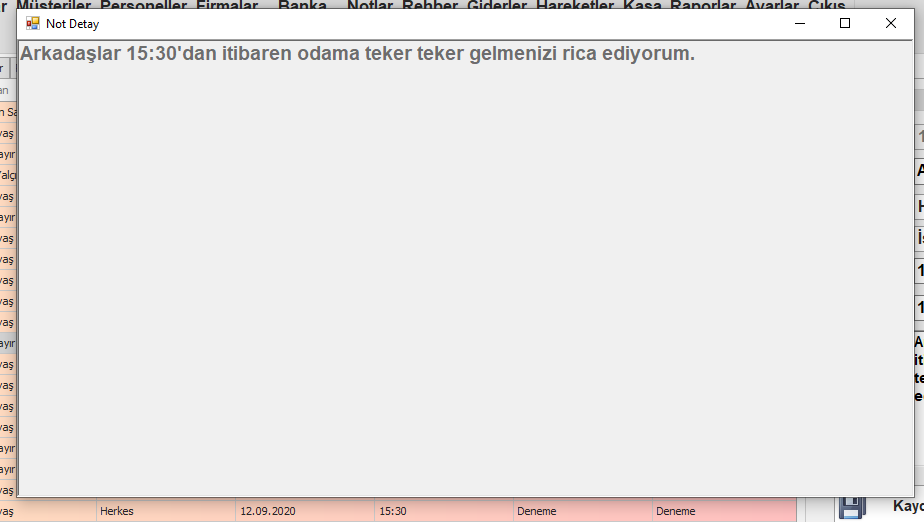 Müşteriler Personeller Firmalar Banka Notlar Rehber Giderler Hareketler Kasa Raporlar Ayarlar Çıkış
Not Detay
Arkadaşlar 15:30'dan itibaren odama teker teker gelmenizi rica ediyorum.
Herkes 12.09.2020 15:30 Deneme Deneme